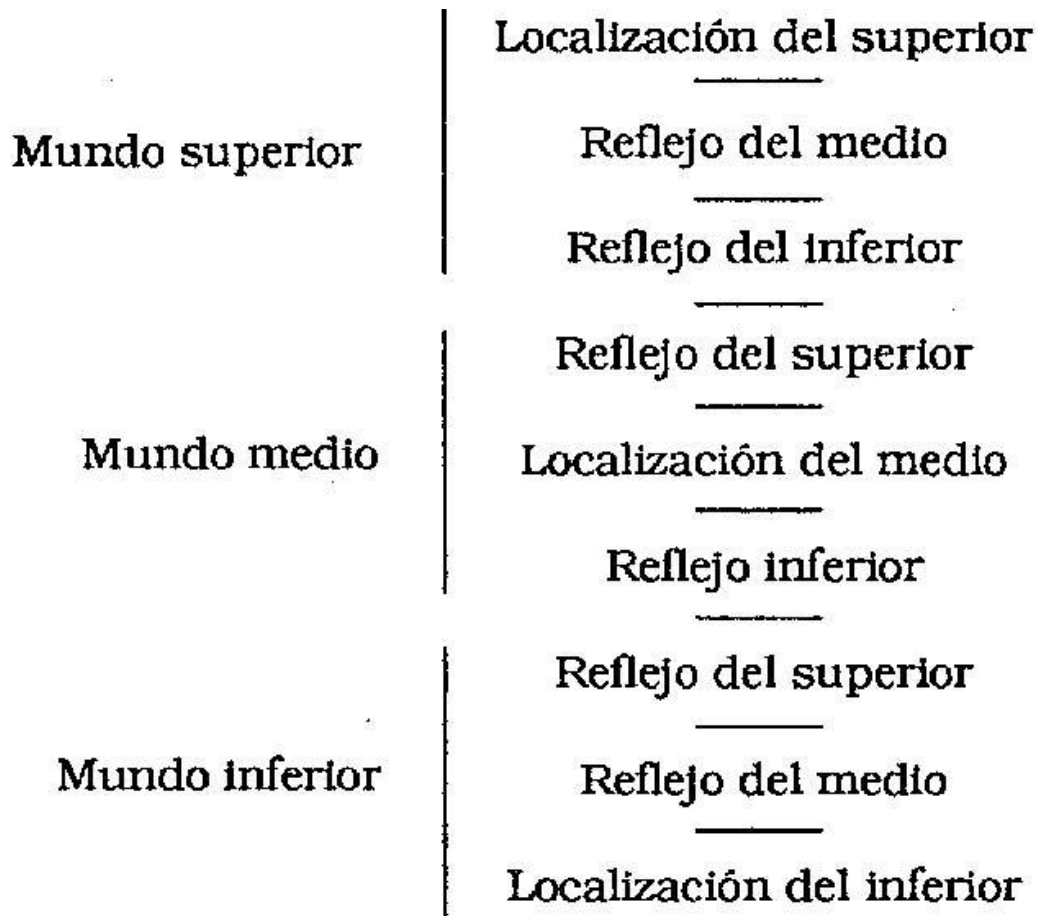 Mundo superior
Localización del superior
Reflejo del medio
Reflejo del inferior
Mundo medio
Reflejo del superior
Localización del medio
Reflejo inferior
Mundo inferior
Reflejo del superior
Reflejo del medio
Localización del inferior